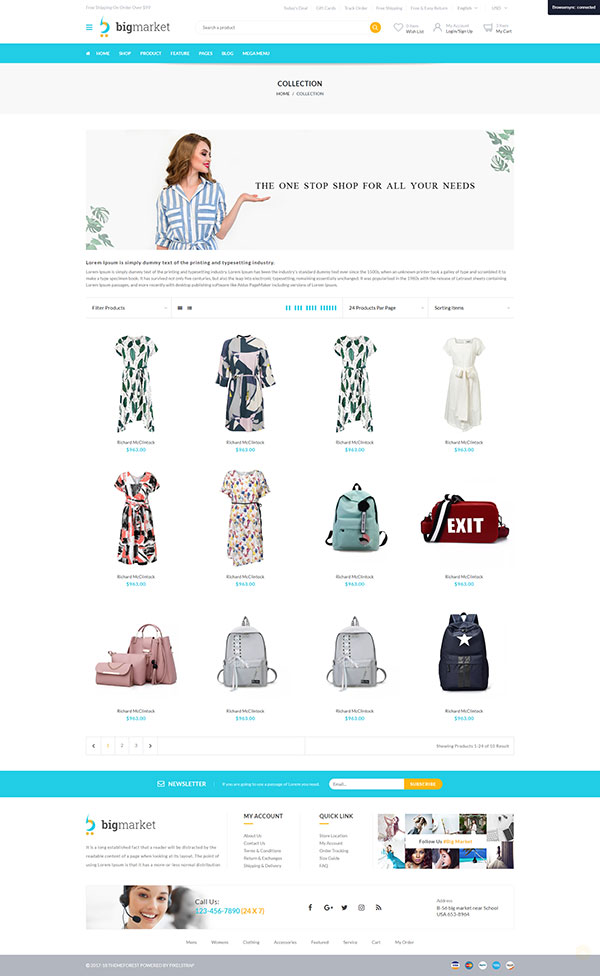 Free Shipping On Order Over $99
Today's Deal
Gift Cards
Track Order
Free Shipping
Free & Easy Return
English
USD
Browsersync: connected
bigmarket
Search a product
0 Items
Wish List
My Account
Login/Sign Up
My Cart
HOME
SHOP
PRODUCT
FEATURE
PAGES
BLOG
MEGA MENU
COLLECTION
HOME / COLLECTION
THE ONE STOP SHOP FOR ALL YOUR NEEDS
Lorem Ipsum is simply dummy text of the printing and typesetting industry.
Lorem Ipsum is simply dummy text of the printing and typesetting industry. Lorem Ipsum has been the industry's standard dummy text ever since the 1500s, when an unknown printer took a galley of type and scrambled it to
make a type specimen book. It has survived not only five centuries, but also the leap into electronic typesetting, remaining essentially unchanged. It was popularised in the 1960s with the release of Letraset sheets containing
Lorem Ipsum passages, and more recently with desktop publishing software like Aldus PageMaker including versions of Lorem Ipsum.
Filter Products
24 Products Par Page
Sorting Items
Richard McClintock
$963.00
Richard McClintock
$963.00
Richard McClintock
$963.00
Richard McClintock
$963.00
EXIT
Richard McClintock
$963.00
Richard McClintock
$963.00
Richard McClintock
$963.00
Richard McClintock
$963.00
Richard McClintock
$963.00
Richard McClintock
$963.00
Richard McClintock
$963.00
Richard McClintock
$963.00
1
2
3
Showing Products 1-24 of 10 Result
NEWSLETTER
If you are going to use a passage of Lorem you need.
Email...
SUBSCRIBE
bigmarket
It is a long established fact that a reader will be distracted by the
readable content of a page when looking at its layout. The point of
using Lorem Ipsum is that it has a more-or-less normal distribution
MY ACCOUNT
About Us
Contact Us
Terms & Conditions
Return & Exchanges
Shipping & Delivery
QUICK LINK
Store Location
My Account
Order Tracking
Size Guide
FAQ
Follow Us #Big Market
Call Us:
123-456-7890 (24 X 7)
Address:
B-56 big market near School
USA 653-8964.
Mens
Womens
Clothing
Accessories
Featured
Service
Cart
My Order
© 2017-18 THEMEFOREST POWERED BY PIXELSTRAP